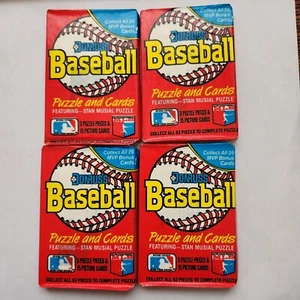 Collect All 26
MVP Bonus
Cards
DONRUSS
Baseball
Puzzle and Cards
FEATURING—STAN MUSIAL PUZZLE
3 PUZZLE PIECES &
15 PICTURE CARDS
Collect All 26
MVP Bonus
Cards
DONRUSS
Baseball
Puzzle and Cards
FEATURING—STAN MUSIAL PUZZLE
3 PUZZLE PIECES &
15 PICTURE CARDS
COLLECT ALL 63 PIECES TO COMPLETE PUZZLE
Collect All 26
MVP Bonus
Cards
DONRUSS
Baseball
Puzzle and Cards
FEATURING—STAN MUSIAL PUZZLE
3 PUZZLE PIECES &
15 PICTURE CARDS
COLLECT ALL 63 PIECES TO COMPLETE PUZZLE
Collect All 26
MVP Bonus
Cards
DONRUSS
Baseball
Puzzle and Cards
FEATURING—STAN MUSIAL PUZZLE
3 PUZZLE PIECES &
15 PICTURE CARDS
COLLECT ALL 63 PIECES TO COMPLETE PUZZLE